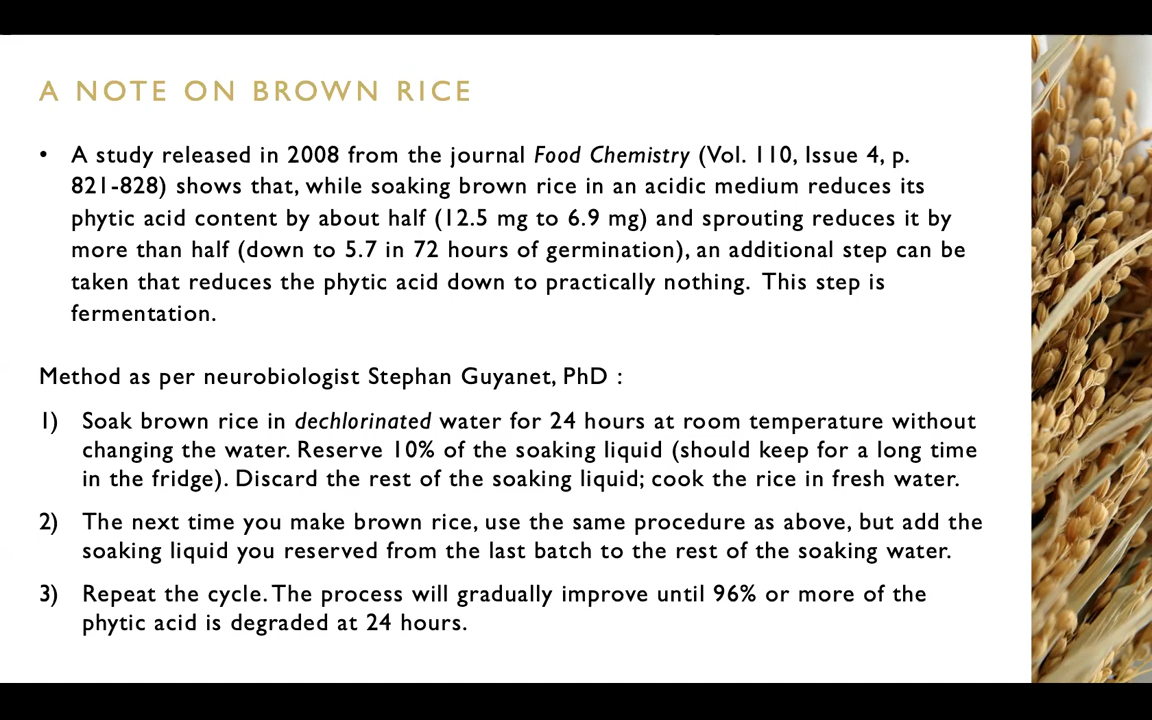 A NOTE ON BROWN RICE
• A study released in 2008 from the journal Food Chemistry (Vol. 110, Issue 4, p.
821-828) shows that, while soaking brown rice in an acidic medium reduces its
phytic acid content by about half (12.5 mg to 6.9 mg) and sprouting reduces it by
more than half (down to 5.7 in 72 hours of germination), an additional step can be
taken that reduces the phytic acid down to practically nothing. This step is
fermentation.
Method as per neurobiologist Stephan Guyanet, PhD :
1) Soak brown rice in dechlorinated water for 24 hours at room temperature without
changing the water. Reserve 10% of the soaking liquid (should keep for a long time
in the fridge). Discard the rest of the soaking liquid; cook the rice in fresh water.
2) The next time you make brown rice, use the same procedure as above, but add the
soaking liquid you reserved from the last batch to the rest of the soaking water.
3) Repeat the cycle. The process will gradually improve until 96% or more of the
phytic acid is degraded at 24 hours.